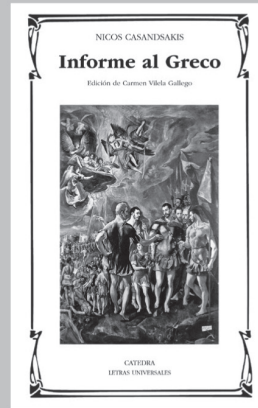 NICOS CASANDSAKIS
Informe al Greco
Edición de Carmen Vilela Gallego
CATEDRA
LETRAS UNIVERSALES